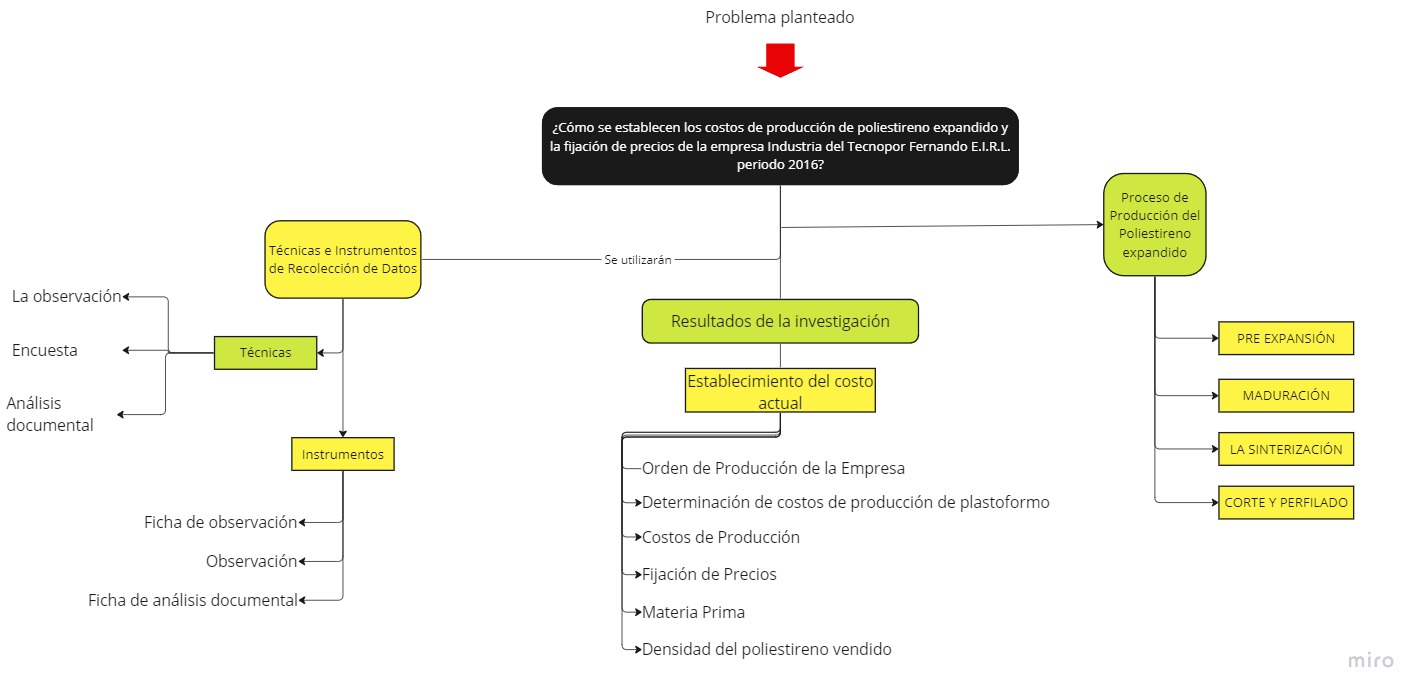 Problema planteado
¿Cómo se establecen los costos de producción de poliestireno expandido y
la fijación de precios de la empresa Industria del Tecnopor Fernando E.I.R.L.
periodo 2016?
Técnicas e Instrumentos
de Recolección de Datos
Se utilizarán
Proceso de
Producción del
Poliestireno
expandido
La observación
Encuesta
Análisis
documental
Técnicas
Instrumentos
Ficha de observación
Observación
Ficha de análisis documental
Resultados de la investigación
Establecimiento del costo
actual
Orden de Producción de la Empresa
Determinación de costos de producción de plastoformo
Costos de Producción
Fijación de Precios
Materia Prima
Densidad del poliestireno vendido
PRE EXPANSIÓN
MADURACIÓN
LA SINTERIZACIÓN
CORTE Y PERFILADO
miro